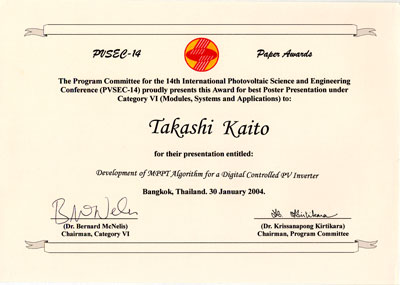 PVSEC-14 Paper Awards
The Program Committee for the 14th International Photovoltaic Science and Engineering
Conference (PVSEC-14) proudly presents this Award for best Poster Presentation under
Category VI (Modules, Systems and Applications) to:
Takashi Kaito
for their presentation entitled:
Development of MPPT Algorithm for a Digital Controlled PV Inverter
Bangkok, Thailand. 30 January 2004.
(Dr. Bernard McNelis) (Dr. Krissanapong Kirtikara)
Chairman, Category VI Chairman, Program Committee